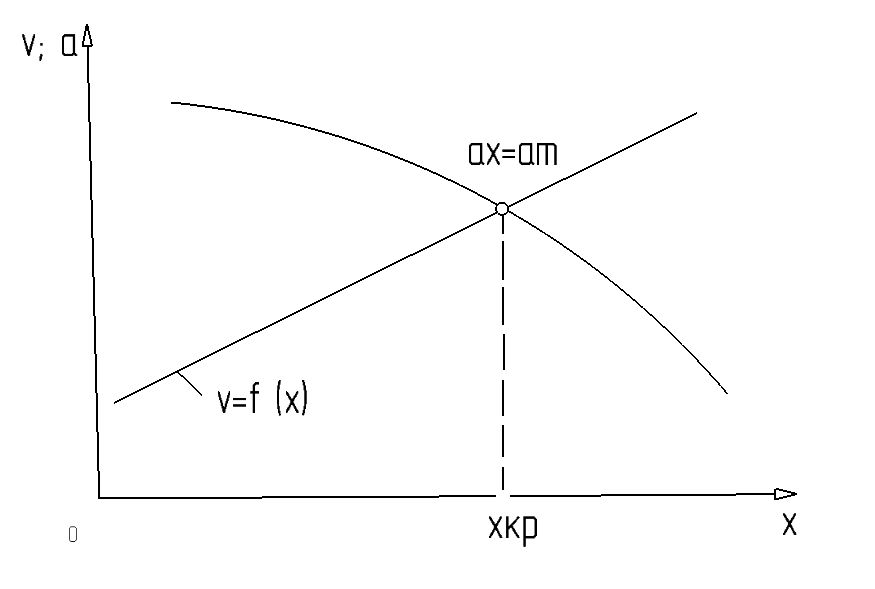 v; a
ax=am
v=f (x)
0
xкр
x